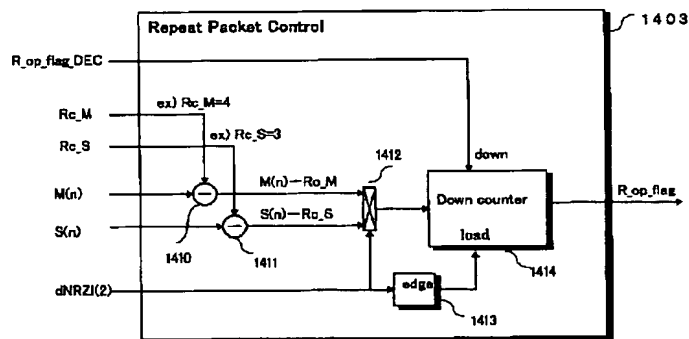 Repeat Packet Control
1403
R_op_flag_DEC
Rc_M
ex) Rc_M=4
Rc_S
ex) Rc_S=3
1412
down
M(n)
M(n)-Rc_M
Down counter
R_op_flag
S(n)
S(n)-Rc_S
load
1410
1411
1414
dNRZI(2)
edge
1413